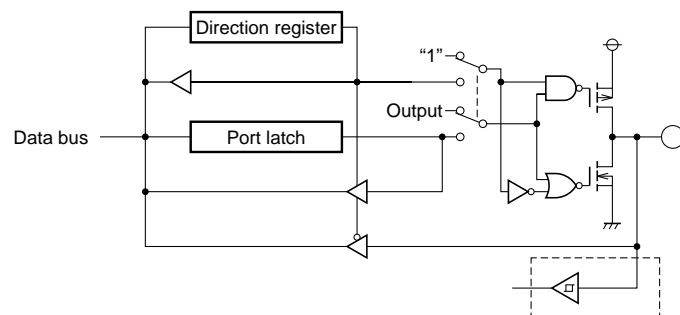 Direction register
“1”
Output
Data bus
Port latch